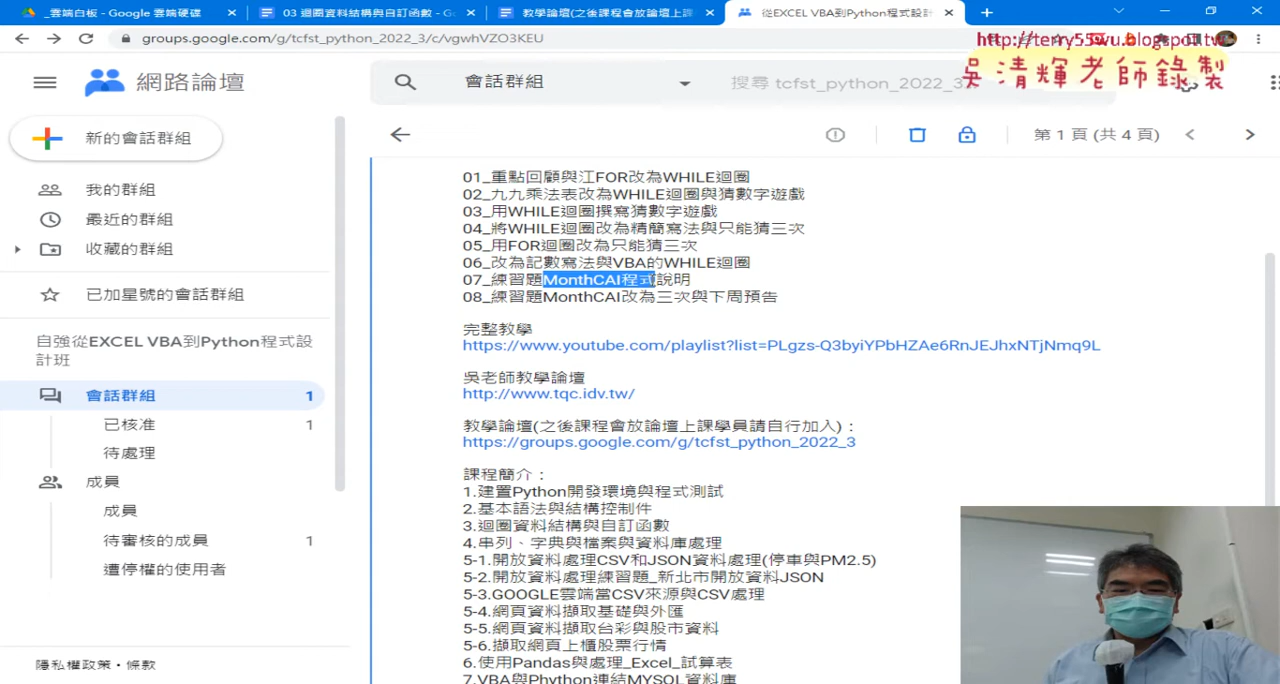 _雲端白板 - Google 雲端硬碟
03 迴圈資料結構與自訂函數 - G
教學論壇(之後課程會放論壇上課
從EXCEL VBA到Python程式設計
groups.google.com/g/tcfst_python_2022_3/c/vgwhVZO3KEU
http://terry55wu.blogspot.tw
吳清輝老師錄製
網路論壇
會話群組
搜尋 tcfst_python_2022_3
新的會話群組
第 1 頁 (共 4 頁)
我的群組
最近的群組
收藏的群組
已加星號的會話群組
自強從EXCEL VBA到Python程式設計班
會話群組 1
已核准 1
待處理
成員
成員
待審核的成員 1
遭停權的使用者
隱私權政策 • 條款
01_重點回顧與江FOR改為WHILE迴圈
02_九九乘法表改為WHILE迴圈與猜數字遊戲
03_用WHILE迴圈撰寫猜數字遊戲
04_將WHILE迴圈改為精簡寫法與只能猜三次
05_用FOR迴圈改為只能猜三次
06_改為記數寫法與VBA的WHILE迴圈
07_練習題MonthCAI程式說明
08_練習題MonthCAI改為三次與下周預告
完整教學
https://www.youtube.com/playlist?list=PLgzs-Q3byiYPbHZAe6RnJEJhxNTjNmq9L
吳老師教學論壇
http://www.tqc.idv.tw/
教學論壇(之後課程會放論壇上課學員請自行加入)：
https://groups.google.com/g/tcfst_python_2022_3
課程簡介：
1.建置Python開發環境與程式測試
2.基本語法與結構控制件
3.迴圈資料結構與自訂函數
4.串列、字典與檔案與資料庫處理
5-1.開放資料處理CSV和JSON資料處理(停車與PM2.5)
5-2.開放資料處理練習題_新北市開放資料JSON
5-3.GOOGLE雲端當CSV來源與CSV處理
5-4.網頁資料擷取基礎與外匯
5-5.網頁資料擷取台彩與股市資料
5-6.擷取網頁上櫃股票行情
6.使用Pandas與處理_Excel_試算表
7.VBA與Phython連結MYSQL資料庫